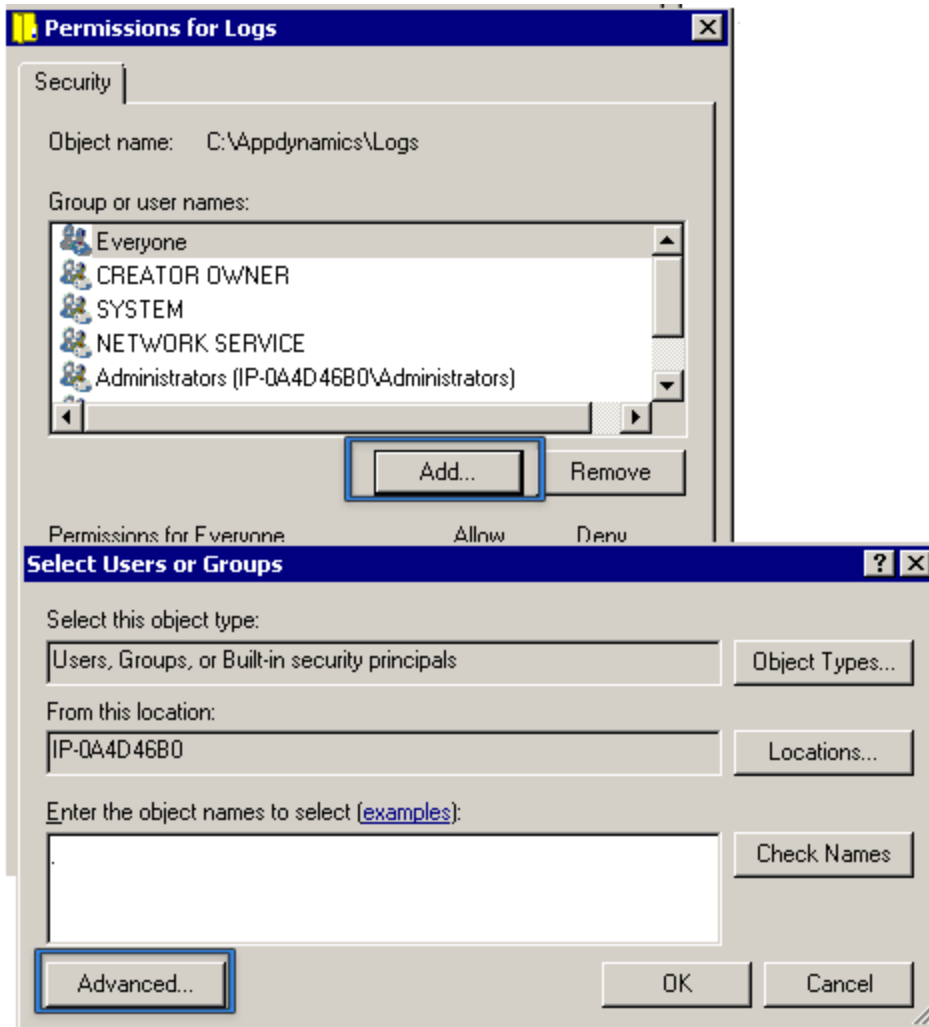 Permissions for Logs
Security
Object name: C:\Appdynamics\Logs
Group or user names:
Everyone
CREATOR OWNER
SYSTEM
NETWORK SERVICE
Administrators (IP-0A4D46B0\Administrators)
Add... Remove
Permissions for Everyone Allow Deny
Select Users or Groups
Select this object type:
Users, Groups, or Built-in security principals Object Types...
From this location:
IP-0A4D46B0 Locations...
Enter the object names to select (examples):
. Check Names
Advanced... OK Cancel